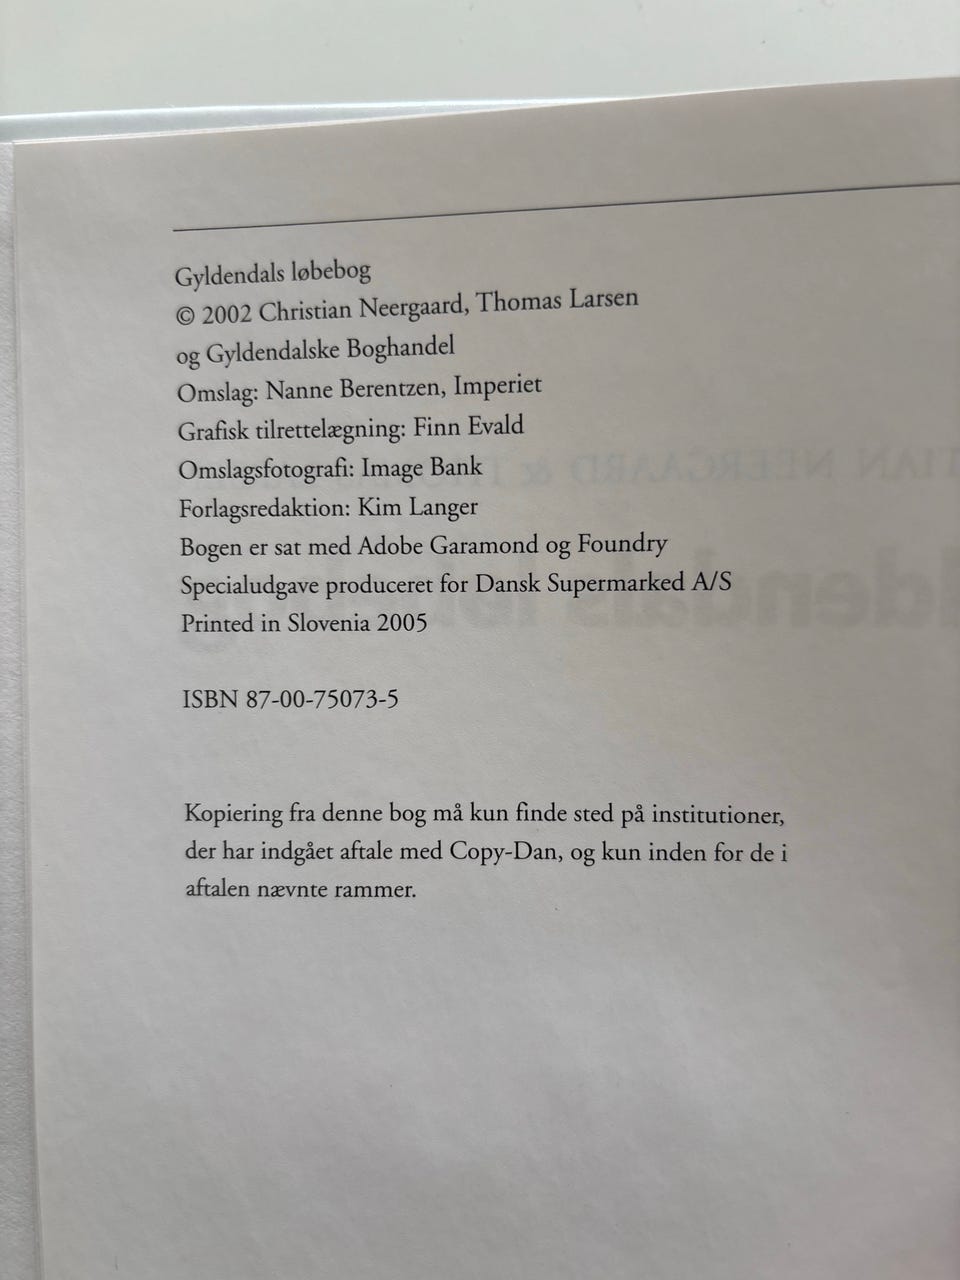 Gyldendals løbebog
© 2002 Christian Neergaard, Thomas Larsen
og Gyldendalske Boghandel
Omslag: Nanne Berentzen, Imperiet
Grafisk tilrettelægning: Finn Evald
Omslagsfotografi: Image Bank
Forlagsredaktion: Kim Langer
Bogen er sat med Adobe Garamond og Foundry
Specialudgave produceret for Dansk Supermarked A/S
Printed in Slovenia 2005
ISBN 87-00-75073-5
Kopiering fra denne bog må kun finde sted på institutioner,
der har indgået aftale med Copy-Dan, og kun inden for de i
aftalen nævnte rammer.